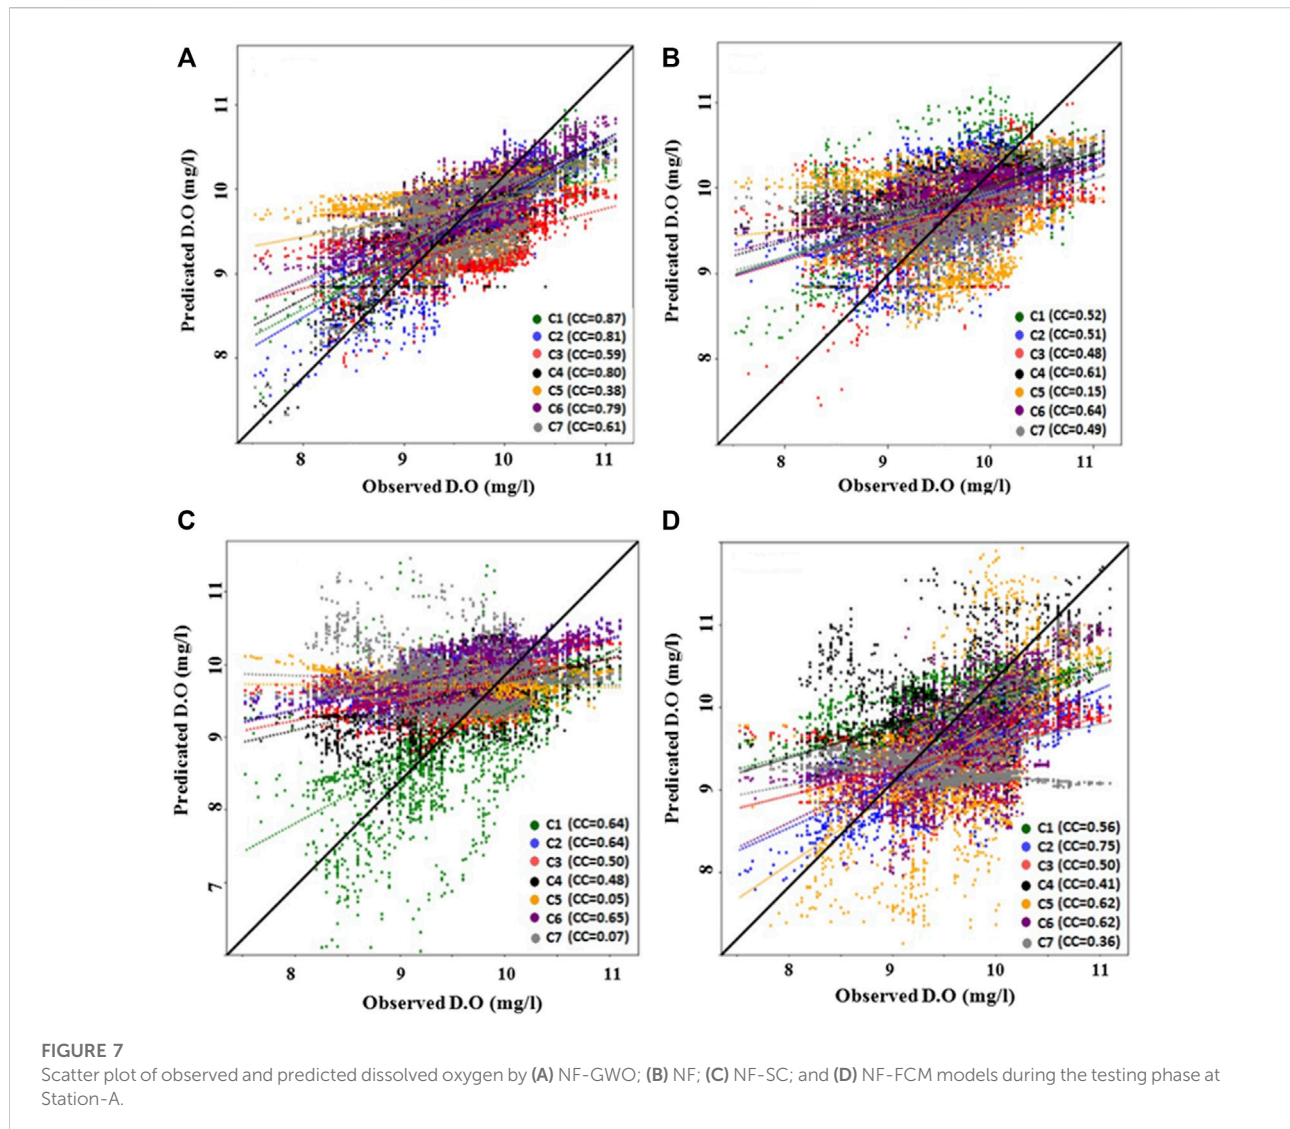 A
Predicated D.O (mg/l)
11
10
9
8
C1 (CC=0.87)
C2 (CC=0.81)
C3 (CC=0.59)
C4 (CC=0.80)
C5 (CC=0.38)
C6 (CC=0.79)
C7 (CC=0.61)
8 9 10 11
Observed D.O (mg/l)
B
Predicated D.O (mg/l)
11
10
9
8
C1 (CC=0.52)
C2 (CC=0.51)
C3 (CC=0.48)
C4 (CC=0.61)
C5 (CC=0.15)
C6 (CC=0.64)
C7 (CC=0.49)
8 9 10 11
Observed D.O (mg/l)
C
Predicated D.O (mg/l)
11
10
9
8
7
C1 (CC=0.64)
C2 (CC=0.64)
C3 (CC=0.50)
C4 (CC=0.48)
C5 (CC=0.05)
C6 (CC=0.65)
C7 (CC=0.07)
8 9 10 11
Observed D.O (mg/l)
D
Predicated D.O (mg/l)
11
10
9
8
C1 (CC=0.56)
C2 (CC=0.75)
C3 (CC=0.50)
C4 (CC=0.41)
C5 (CC=0.62)
C6 (CC=0.62)
C7 (CC=0.36)
8 9 10 11
Observed D.O (mg/l)
FIGURE 7
Scatter plot of observed and predicted dissolved oxygen by (A) NF-GWO; (B) NF; (C) NF-SC; and (D) NF-FCM models during the testing phase at
Station-A.